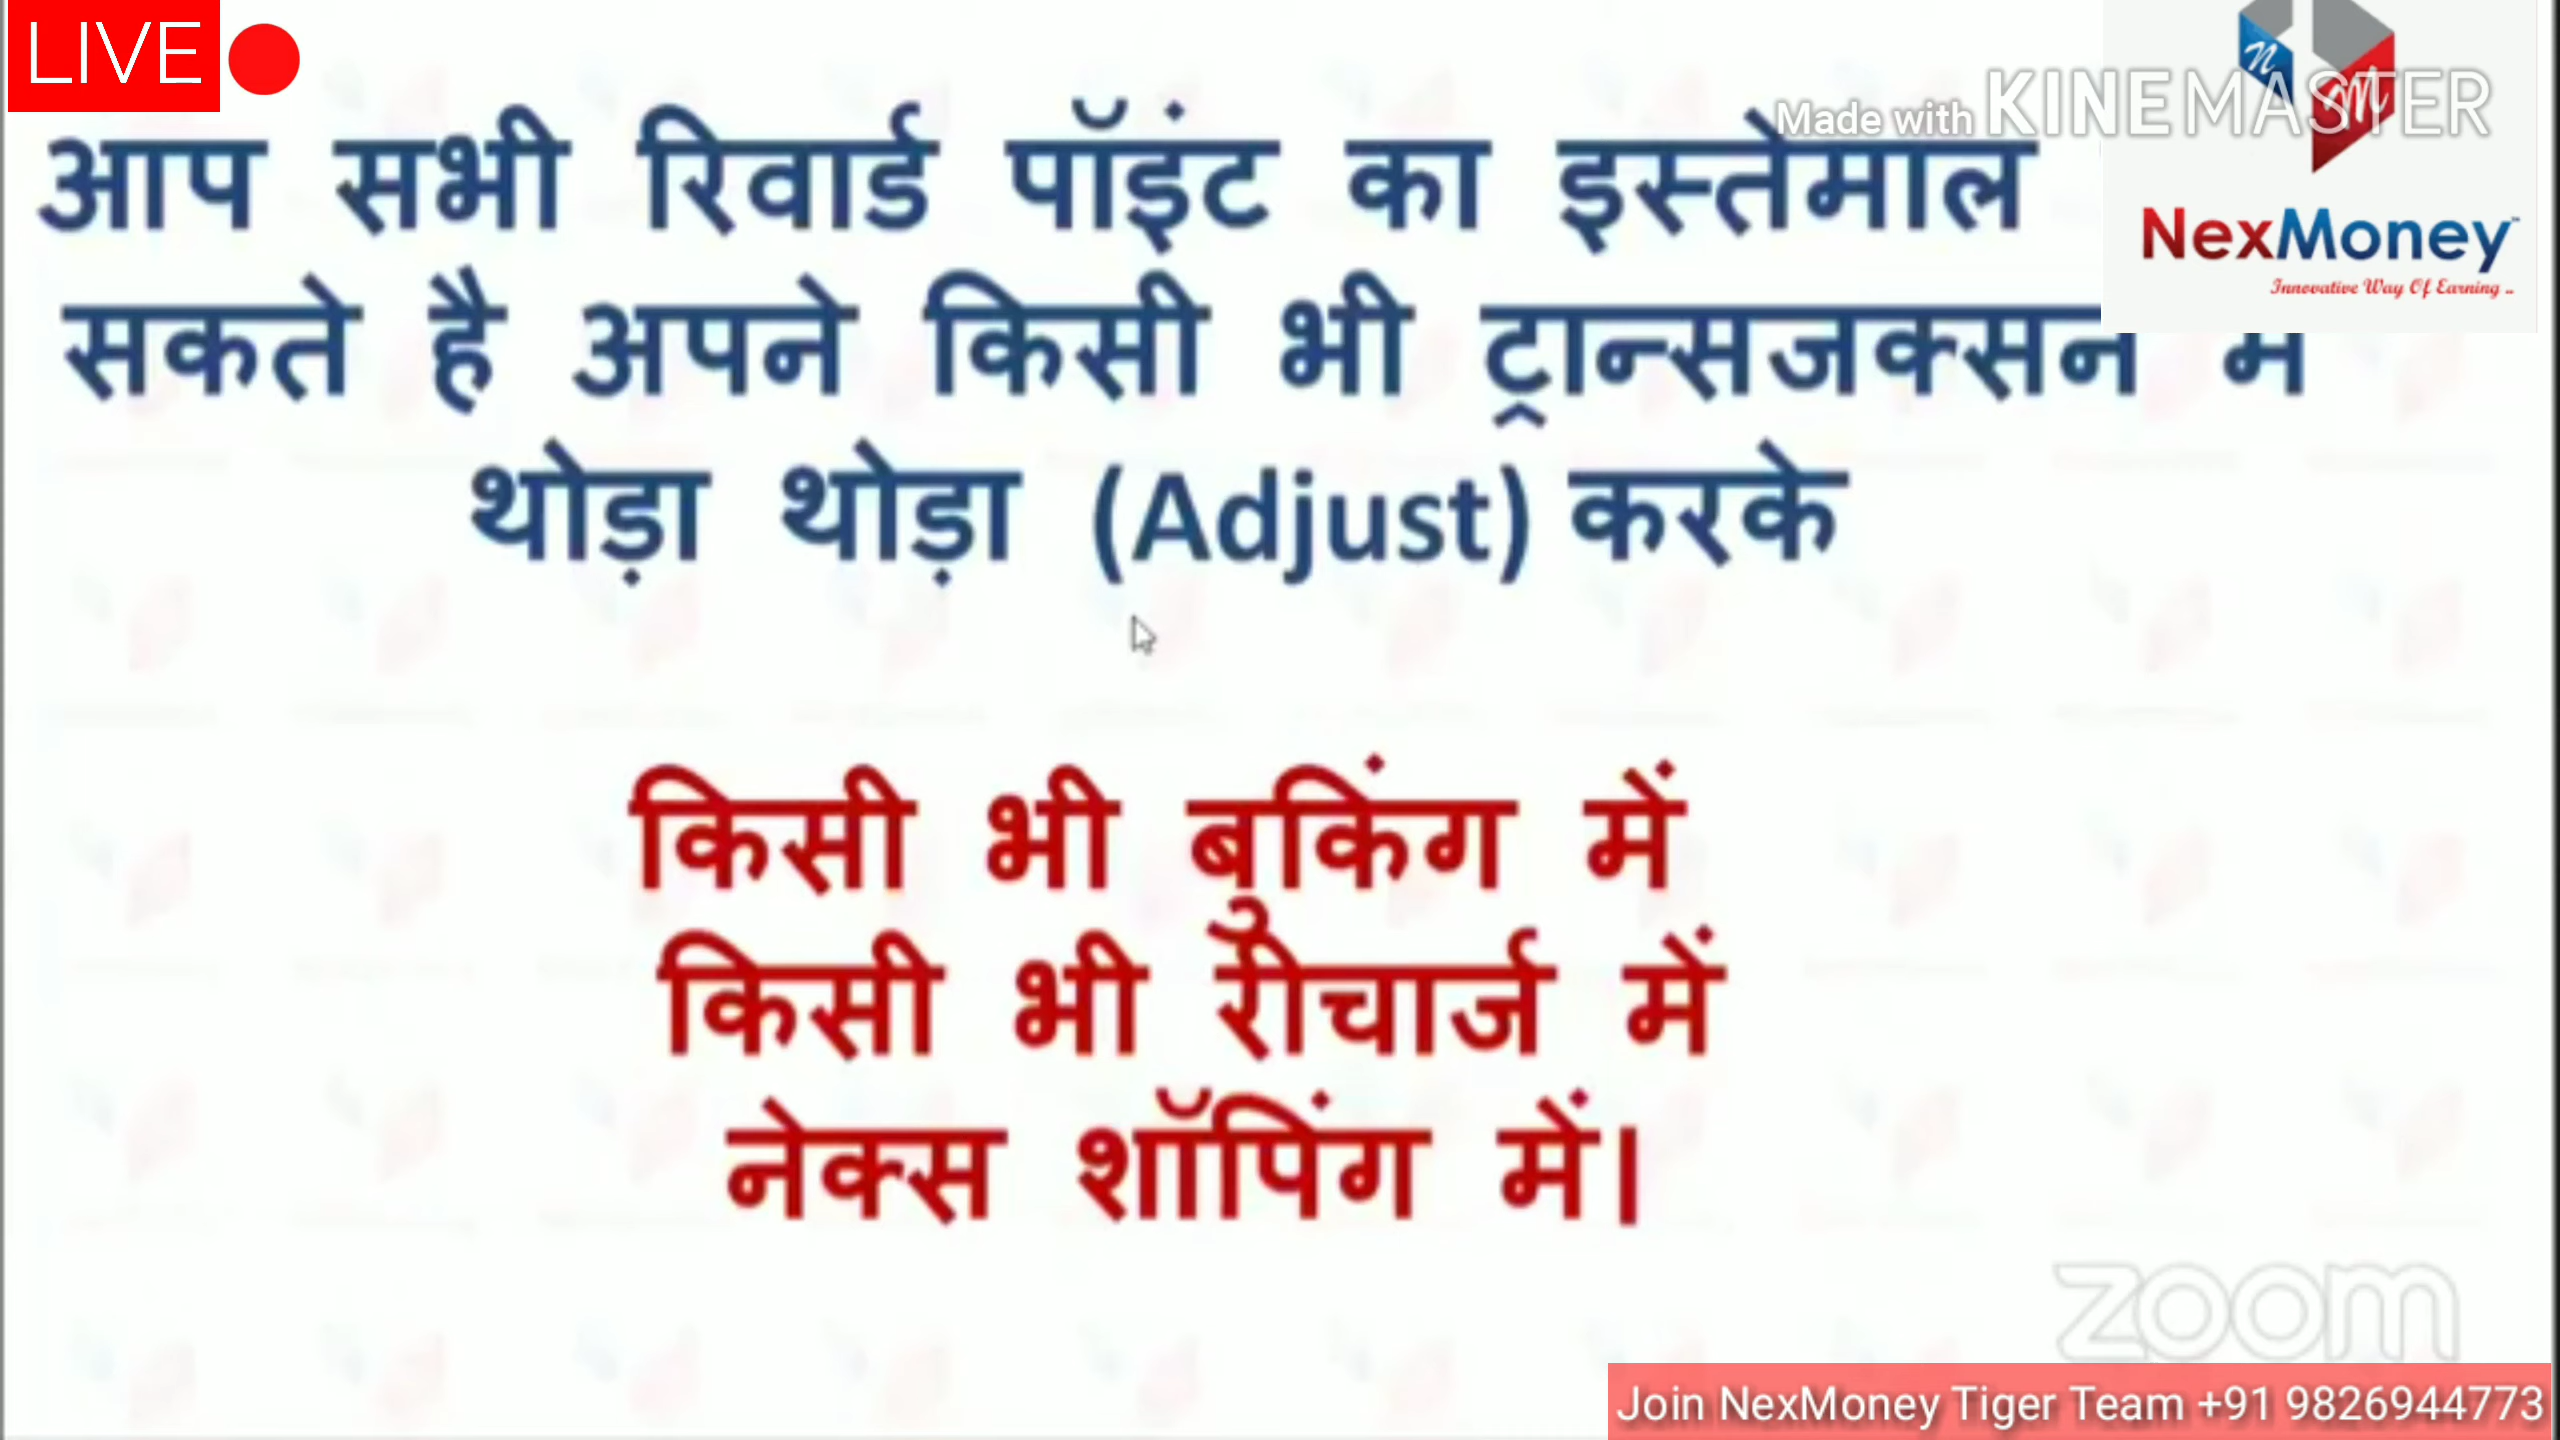 LIVE
Made with KINEMASTER
NexMoney
Innovative Way Of Earning ..
आप सभी रिवार्ड पॉइंट का इस्तेमाल
सकते है अपने किसी भी ट्रान्सजक्सन में
थोड़ा थोड़ा (Adjust) करके
किसी भी बुकिंग में
किसी भी रीचार्ज में
नेक्स शॉपिंग में।
zoom
Join NexMoney Tiger Team +91 9826944773